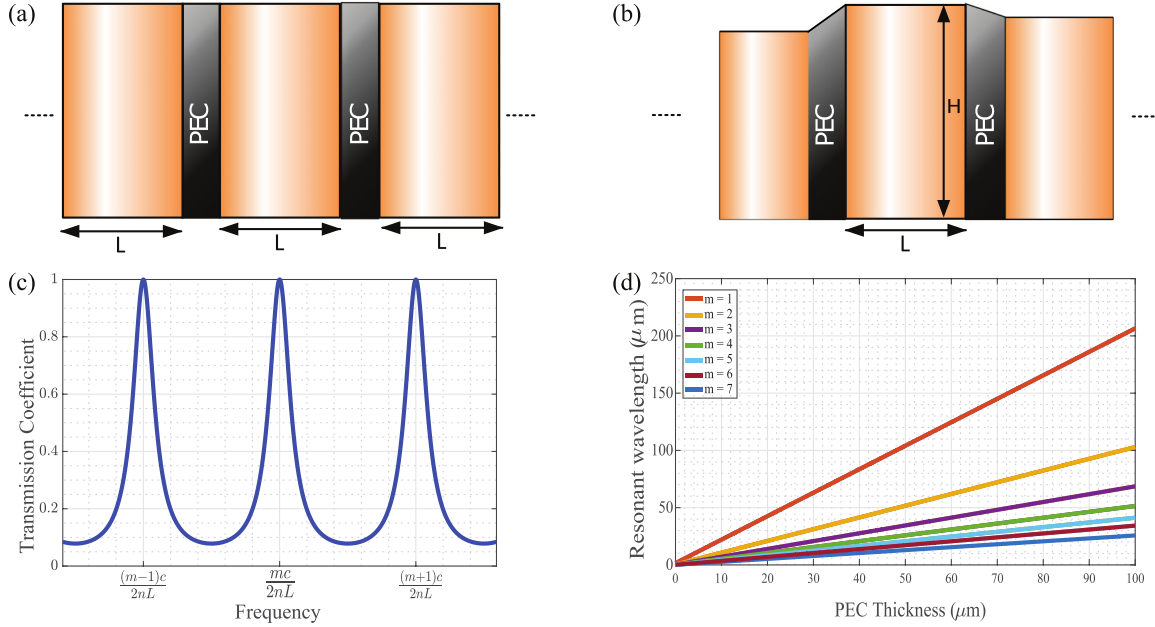 (a)
PEC
PEC
L
L
L
(b)
PEC
H
PEC
L
(c)
Transmission Coefficient
1
0.8
0.6
0.4
0.2
0
(m−1)c
2nL
mc
2nL
(m+1)c
2nL
Frequency
(d)
Resonant wavelength (μm)
250
200
150
100
50
0
m = 1
m = 2
m = 3
m = 4
m = 5
m = 6
m = 7
0 10 20 30 40 50 60 70 80 90 100
PEC Thickness (μm)